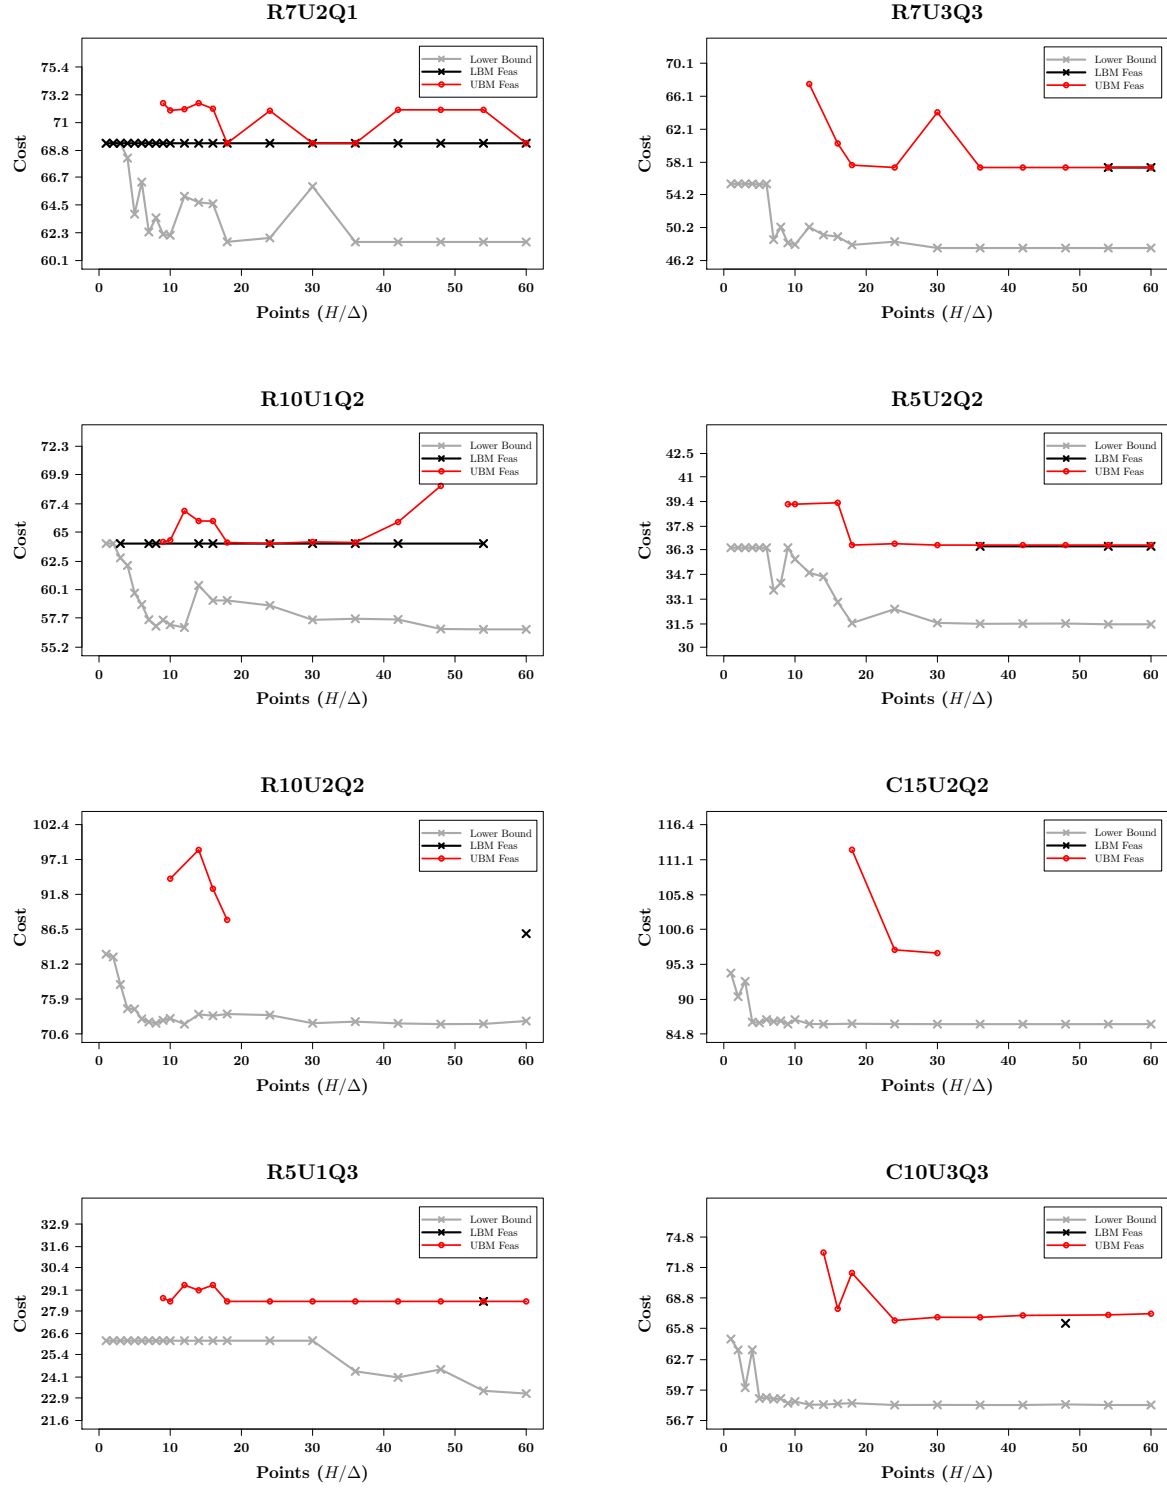 R7U2Q1
Cost
75.4
73.2
71
68.8
66.7
64.5
62.3
60.1
Lower Bound
LBM Feas
UBM Feas
0 10 20 30 40 50 60
Points (H/Δ)
R7U3Q3
Cost
70.1
66.1
62.1
58.1
54.2
50.2
46.2
Lower Bound
LBM Feas
UBM Feas
0 10 20 30 40 50 60
Points (H/Δ)
R10U1Q2
Cost
72.3
69.9
67.4
65
62.5
60.1
57.7
55.2
Lower Bound
LBM Feas
UBM Feas
0 10 20 30 40 50 60
Points (H/Δ)
R5U2Q2
Cost
42.5
41
39.4
37.8
36.3
34.7
33.1
31.5
30
Lower Bound
LBM Feas
UBM Feas
0 10 20 30 40 50 60
Points (H/Δ)
R10U2Q2
Cost
102.4
97.1
91.8
86.5
81.2
75.9
70.6
Lower Bound
LBM Feas
UBM Feas
0 10 20 30 40 50 60
Points (H/Δ)
C15U2Q2
Cost
116.4
111.1
105.8
100.6
95.3
90
84.8
Lower Bound
LBM Feas
UBM Feas
0 10 20 30 40 50 60
Points (H/Δ)
R5U1Q3
Cost
32.9
31.6
30.4
29.1
27.9
26.6
25.4
24.1
22.9
21.6
Lower Bound
LBM Feas
UBM Feas
0 10 20 30 40 50 60
Points (H/Δ)
C10U3Q3
Cost
74.8
71.8
68.8
65.8
62.7
59.7
56.7
Lower Bound
LBM Feas
UBM Feas
0 10 20 30 40 50 60
Points (H/Δ)